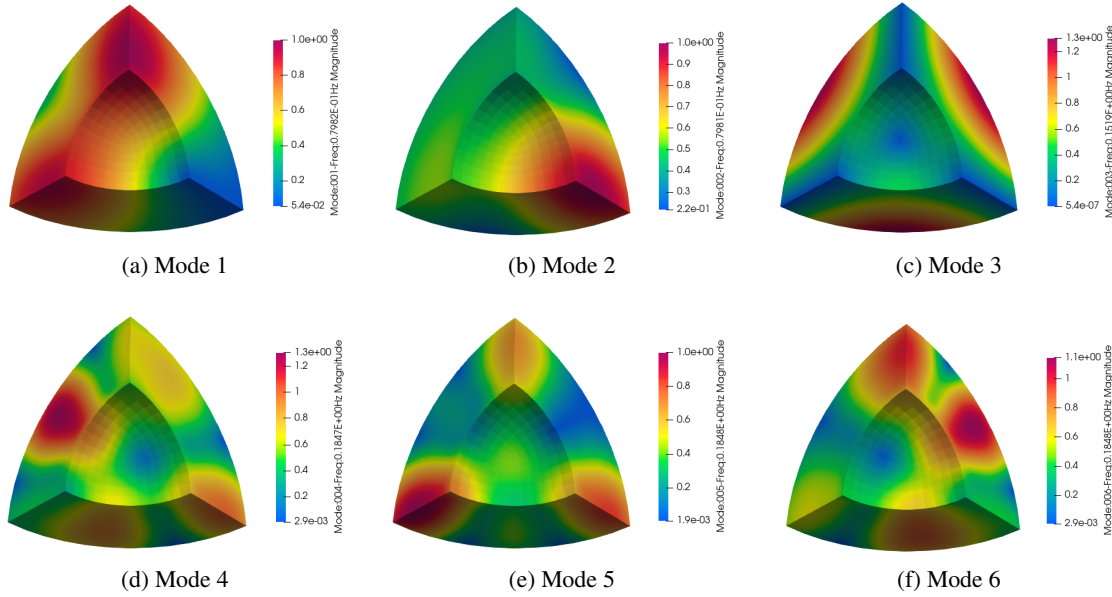 1.0e+00
0.8
0.6
0.4
0.2
5.4e-02
Mode:001-Freq:0.7982E-01Hz Magnitude
(a) Mode 1
1.0e+00
0.9
0.8
0.7
0.6
0.5
0.4
0.3
2.2e-01
Mode:002-Freq:0.7981E-01Hz Magnitude
(b) Mode 2
1.3e+00
1.2
1
0.8
0.6
0.4
0.2
5.4e-07
Mode:003-Freq:0.1519E+00Hz Magnitude
(c) Mode 3
1.3e+00
1.2
1
0.8
0.6
0.4
0.2
2.9e-03
Mode:004-Freq:0.1847E+00Hz Magnitude
(d) Mode 4
1.0e+00
0.8
0.6
0.4
0.2
1.9e-03
Mode:005-Freq:0.1848E+00Hz Magnitude
(e) Mode 5
1.1e+00
1
0.8
0.6
0.4
0.2
2.9e-03
Mode:006-Freq:0.1848E+00Hz Magnitude
(f) Mode 6